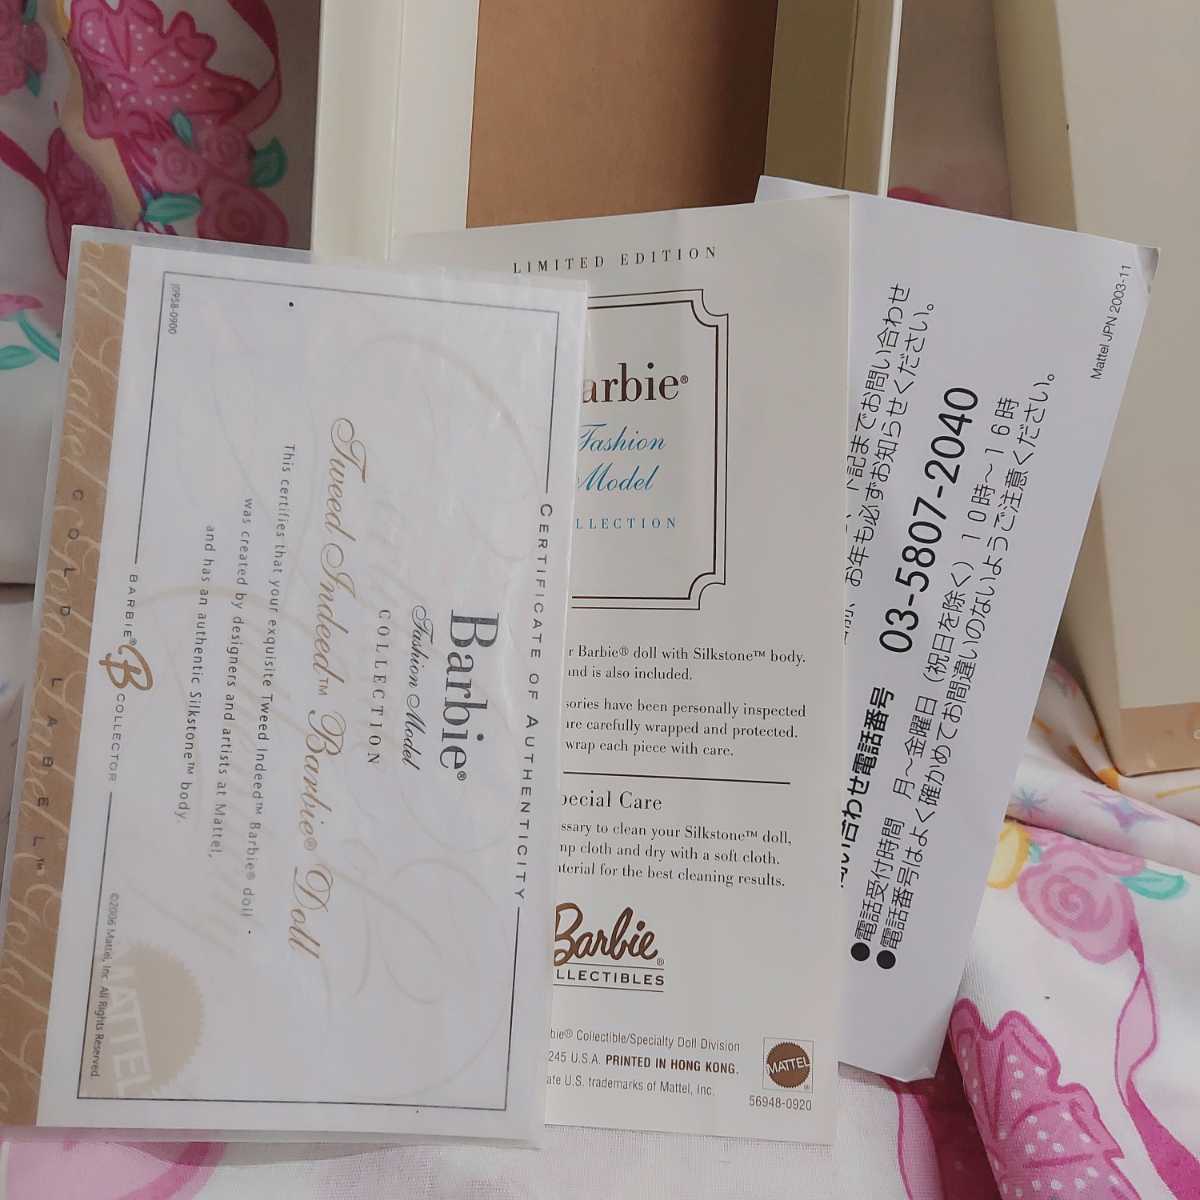 J0958-0900
CERTIFICATE OF AUTHENTICITY
Barbie®
Fashion Model
COLLECTION
Tweed Indeed™ Barbie® Doll
This certifies that your exquisite Tweed Indeed™ Barbie® doll
was created by designers and artists at Mattel,
and has an authentic Silkstone™ body.
BARBIE® B COLLECTOR
©2006 Mattel, Inc. All Rights Reserved.
MATTEL
GOLD LABEL™
LIMITED EDITION
arbie®
Fashion
Model
LLECTION
r Barbie® doll with Silkstone™ body.
and is also included.
sories have been personally inspected
are carefully wrapped and protected.
wrap each piece with care.
pecial Care
ssary to clean your Silkstone™ doll,
mp cloth and dry with a soft cloth.
aterial for the best cleaning results.
Barbie®
LLECTIBLES
bie® Collectible/Specialty Doll Division
245 U.S.A. PRINTED IN HONG KONG.
ate U.S. trademarks of Mattel, Inc.
MATTEL
56948-0920
Mattel JPN 2003-11
下記までお問い合わせ
お年も必ずお知らせください。
い合わせ電話番号 03-5807-2040
●電話受付時間 月〜金曜日（祝日を除く）10時〜16時
●電話番号はよく確かめてお間違いのないようご注意ください。